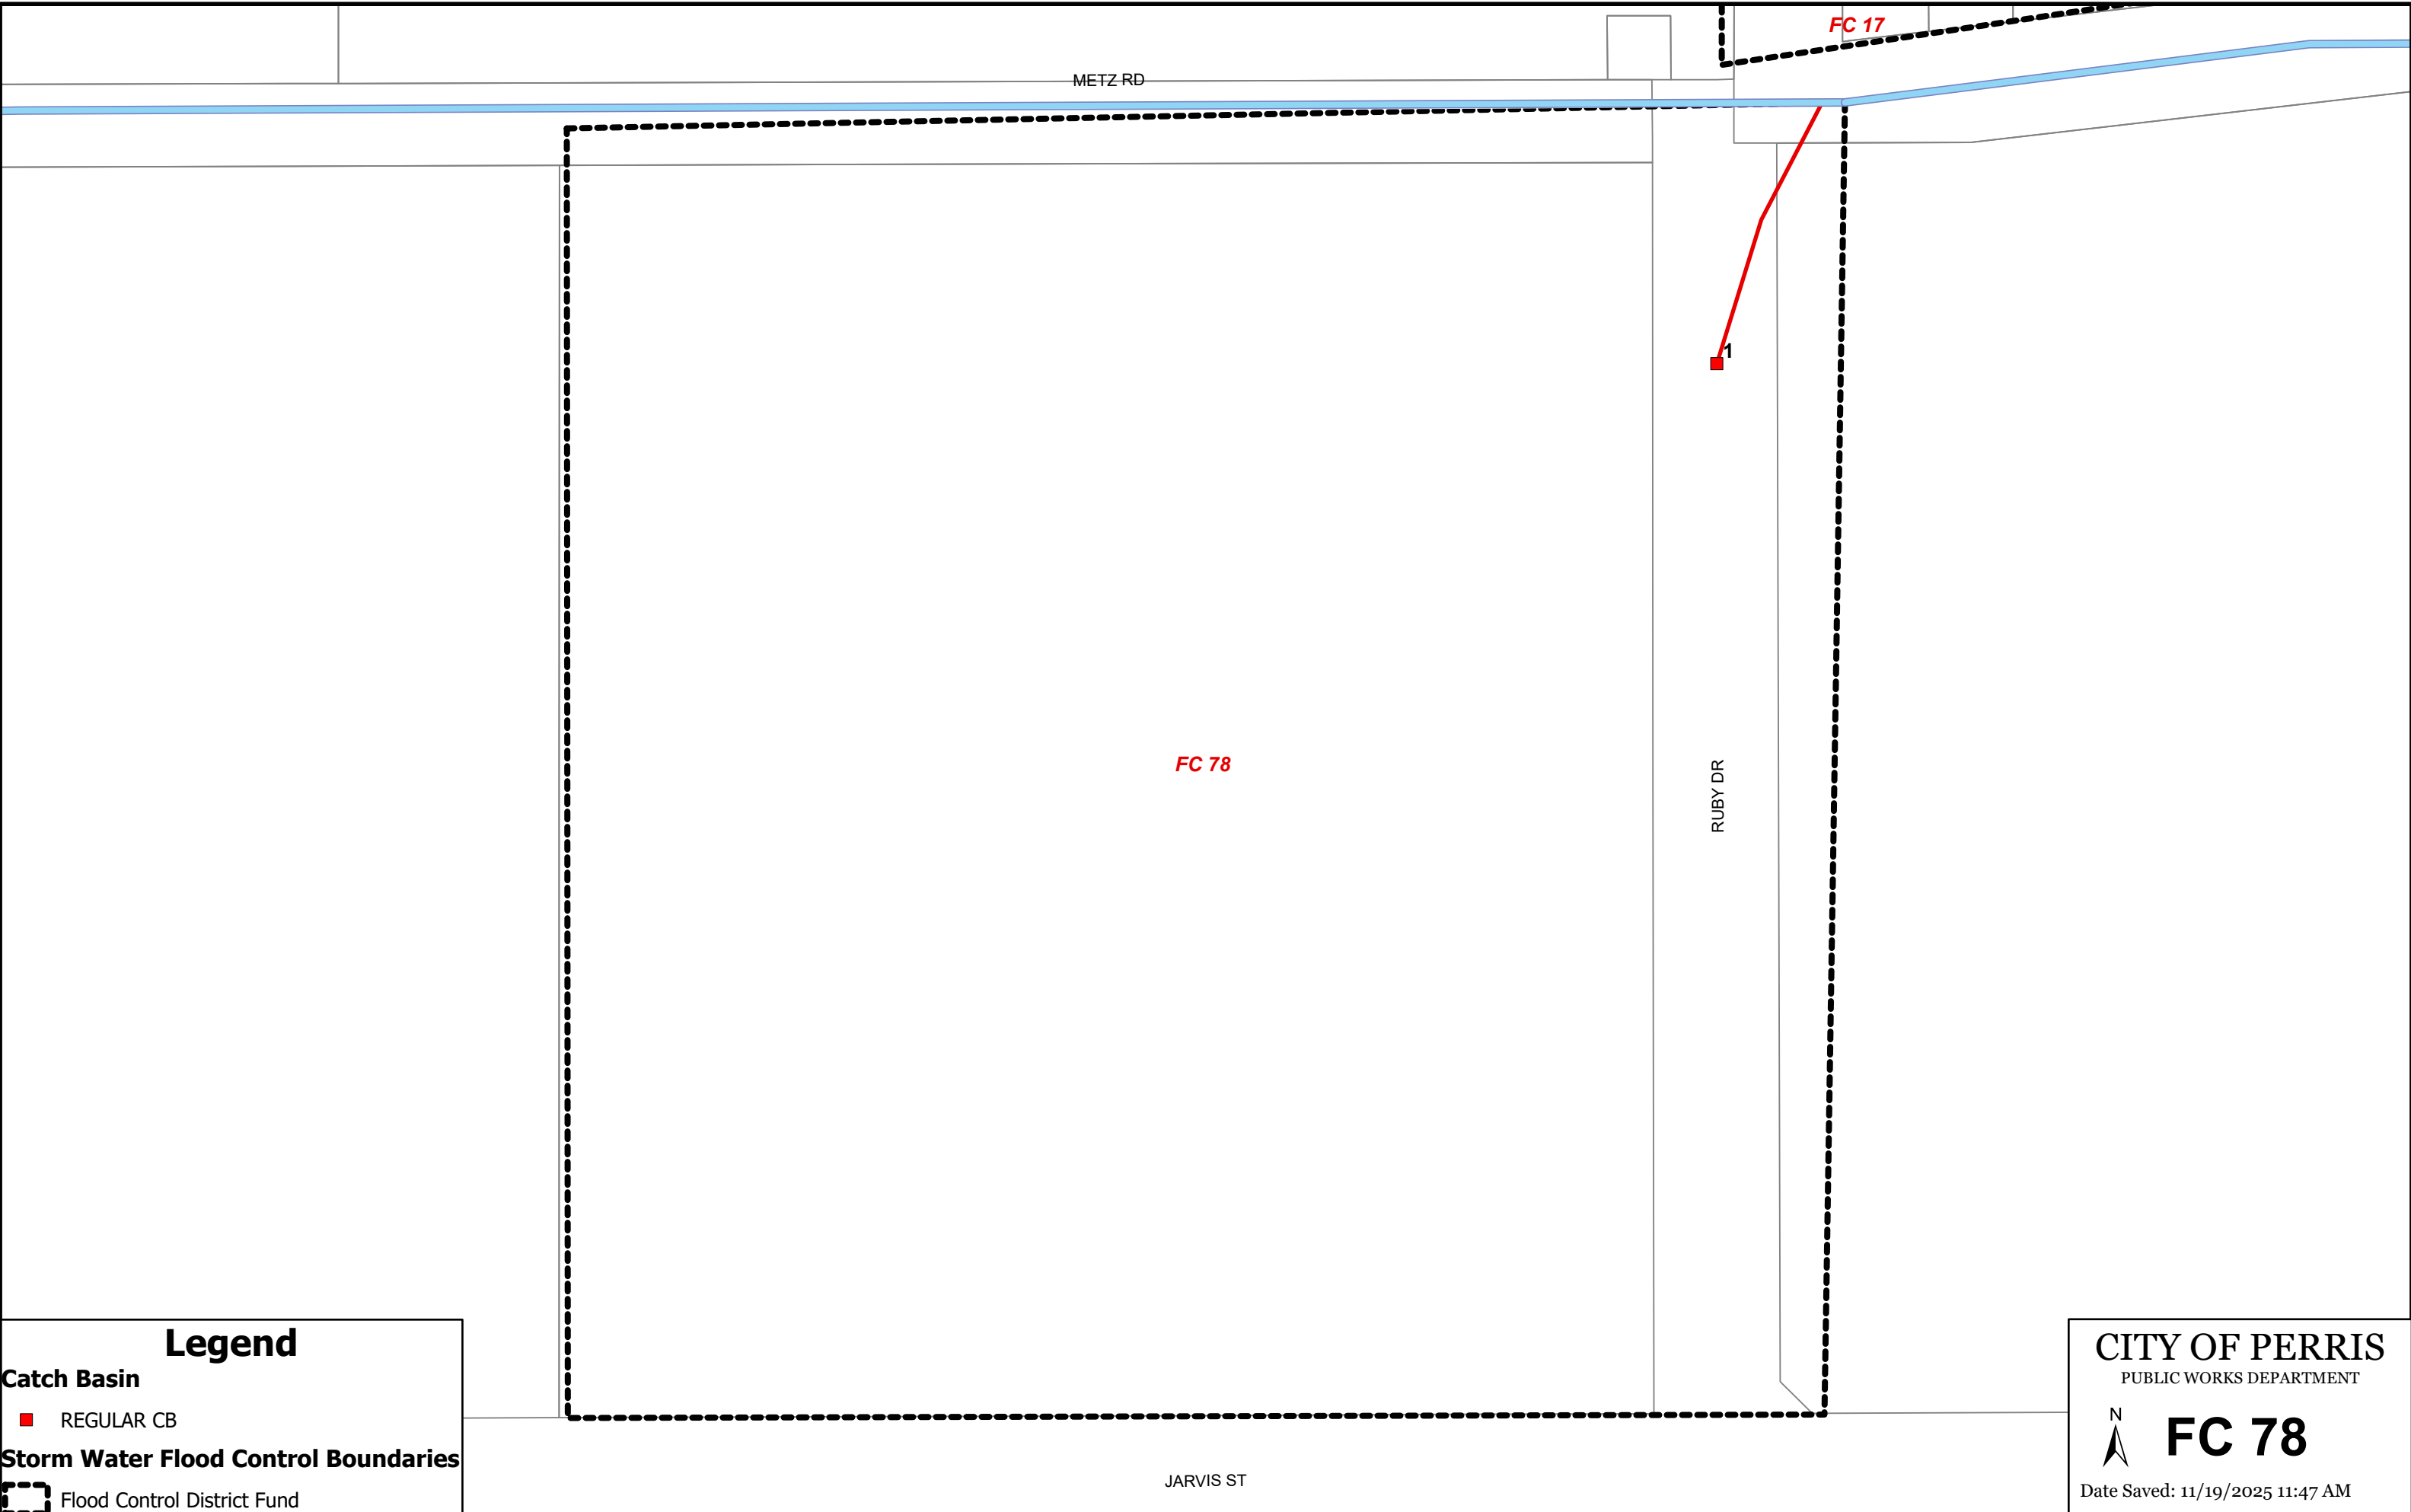 FC 17
METZ RD
1
FC 78
RUBY DR
JARVIS ST
Legend
Catch Basin
REGULAR CB
Storm Water Flood Control Boundaries
Flood Control District Fund
CITY OF PERRIS
PUBLIC WORKS DEPARTMENT
N
FC 78
Date Saved: 11/19/2025 11:47 AM